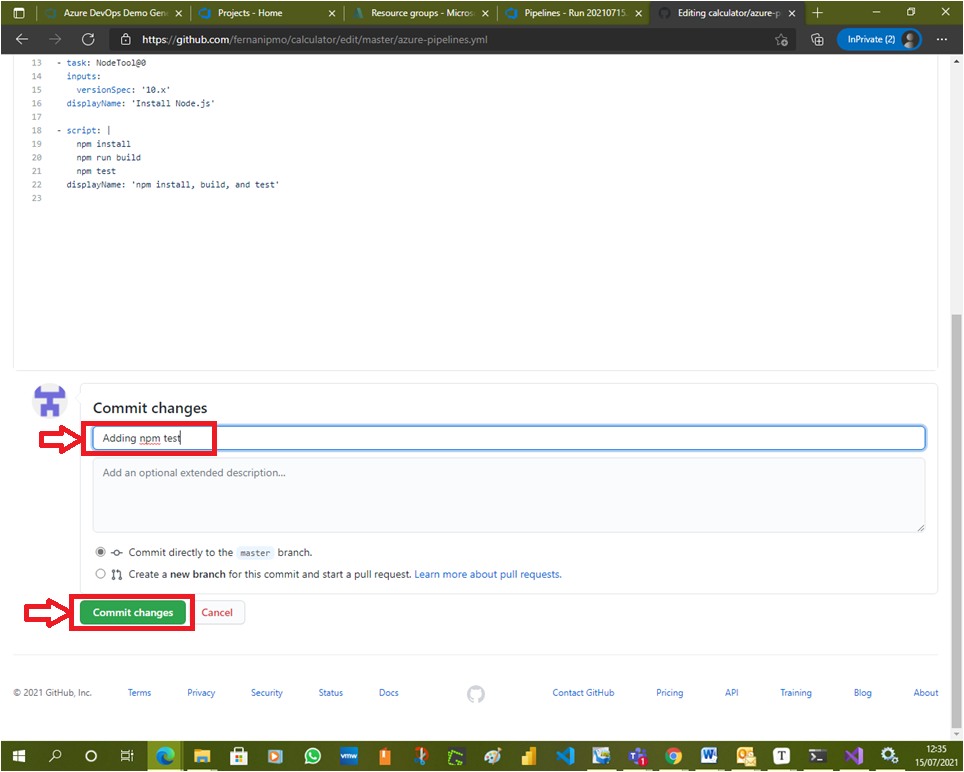 Azure DevOps Demo Gen
Projects - Home
Resource groups - Micros
Pipelines - Run 20210715.
Editing calculator/azure-p
https://github.com/fernanipmo/calculator/edit/master/azure-pipelines.yml
InPrivate (2)
13 - task: NodeTool@0
14 inputs:
15 versionSpec: '10.x'
16 displayName: 'Install Node.js'
17
18 - script: |
19 npm install
20 npm run build
21 npm test
22 displayName: 'npm install, build, and test'
23
Commit changes
Adding npm test
Add an optional extended description...
Commit directly to the master branch.
Create a new branch for this commit and start a pull request. Learn more about pull requests.
Commit changes Cancel
© 2021 GitHub, Inc. Terms Privacy Security Status Docs Contact GitHub Pricing API Training Blog About
vmw
12:35
15/07/2021